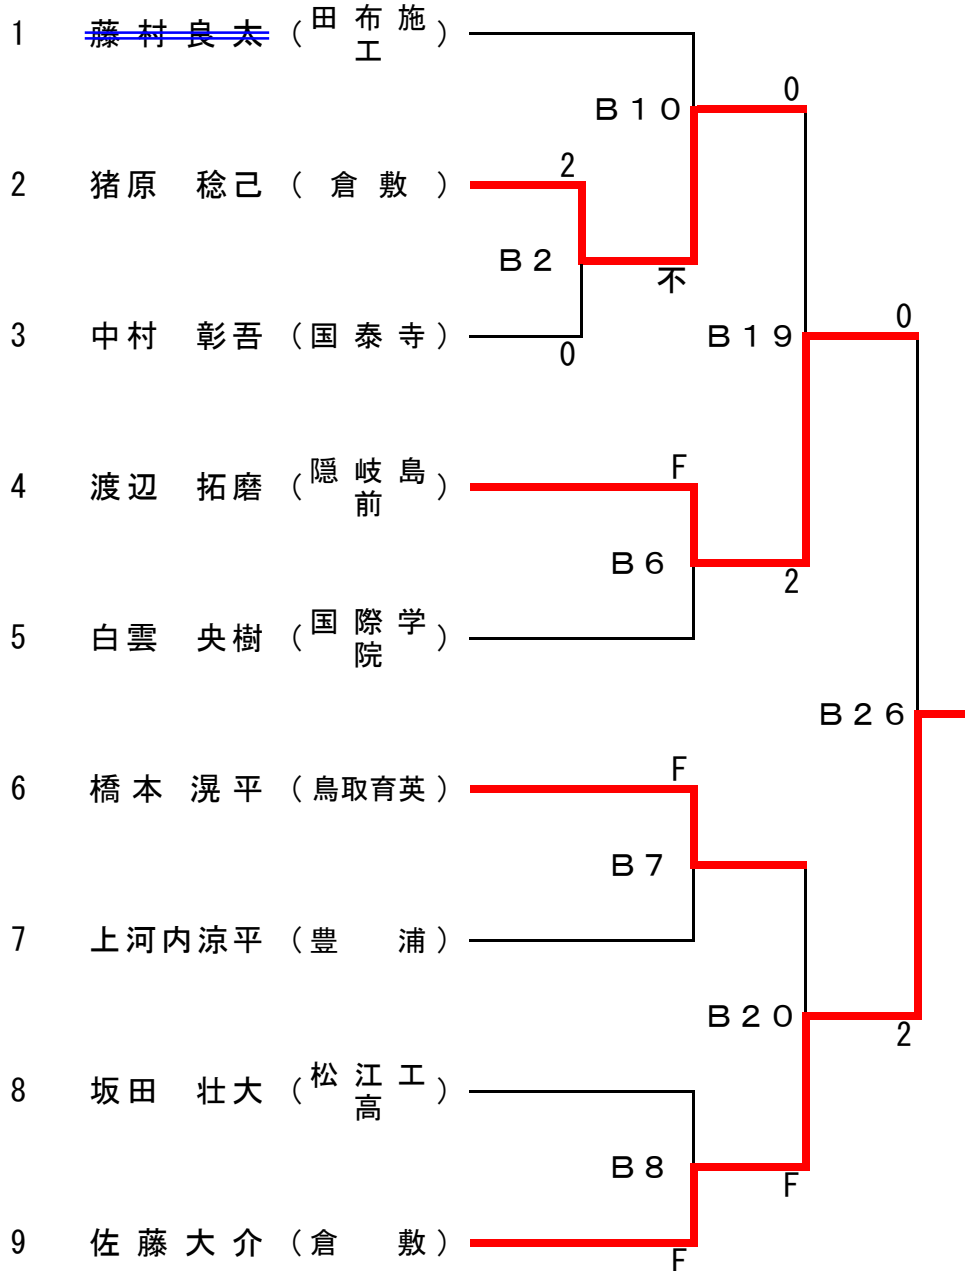 1 藤村良太 (田布施工)
0
B10
2 猪原 稔己 (倉敷) 2
B2
不
3 中村 彰吾 (国泰寺) 0
B19 0
4 渡辺 拓磨 (隠岐島前) F
B6
2
5 白雲 央樹 (国際学院)
B26
6 橋本 滉平 (鳥取育英) F
B7
7 上河内涼平 (豊浦)
B20
2
8 坂田 壮大 (松江工高)
B8
F
9 佐藤大介 (倉敷) F